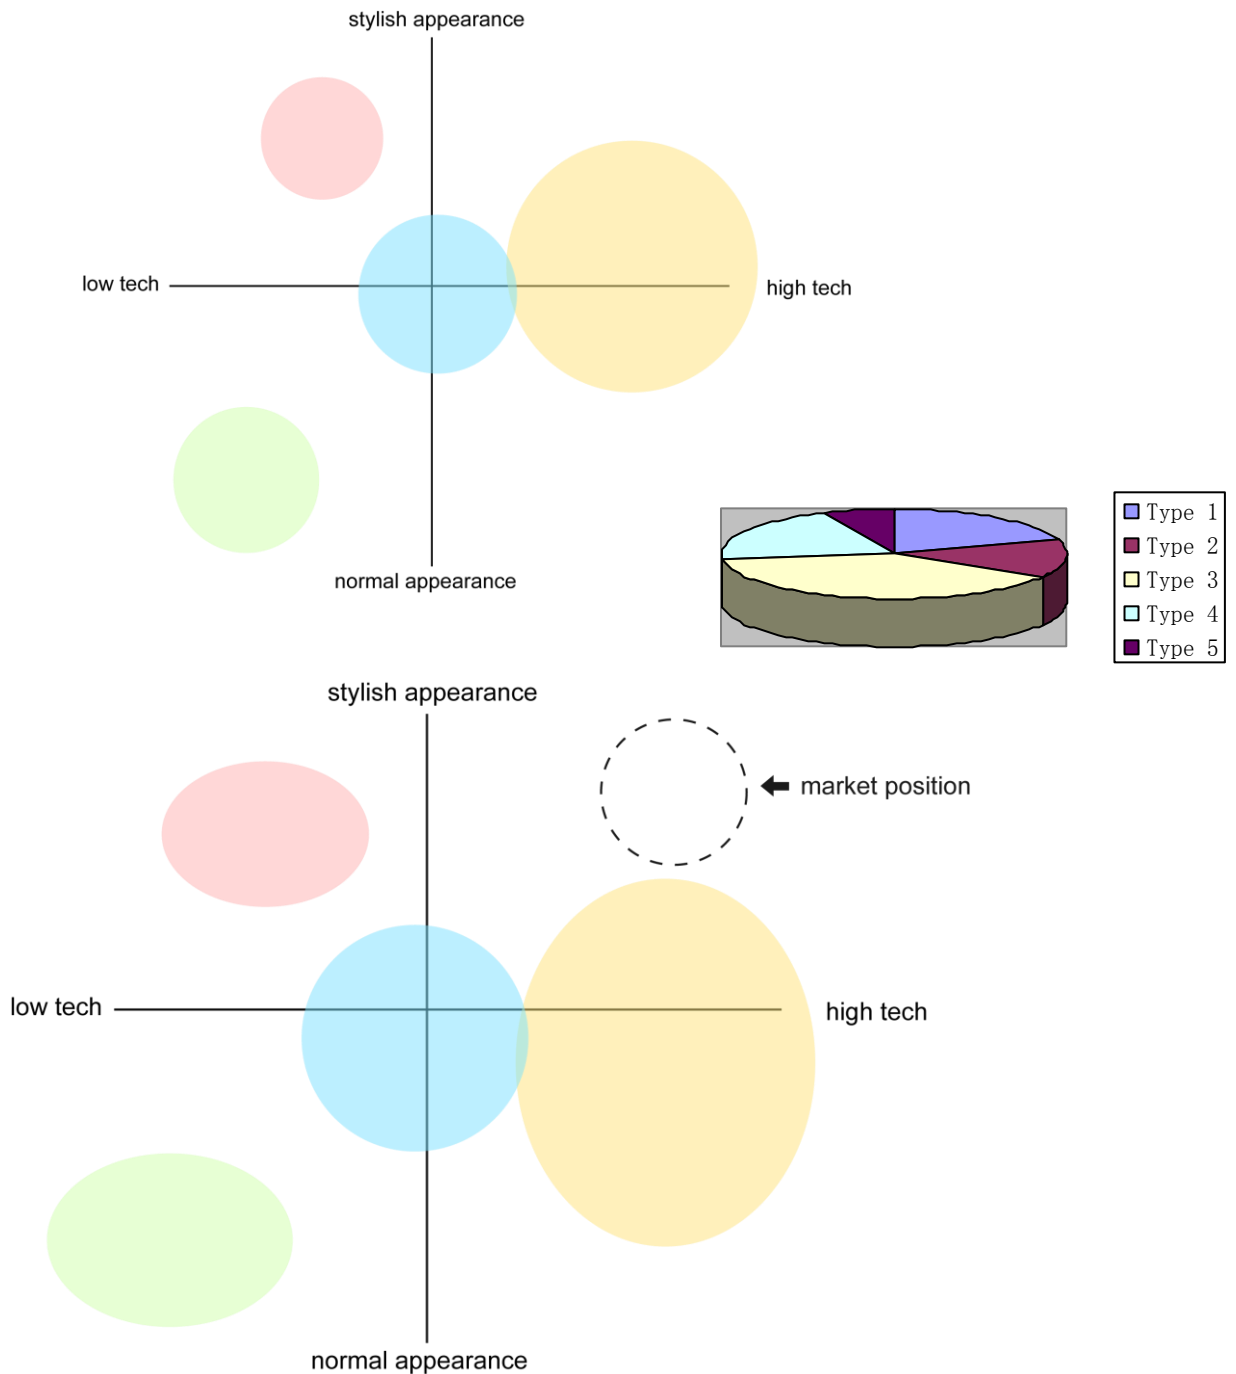 stylish appearance
low tech
high tech
normal appearance
Type 1
Type 2
Type 3
Type 4
Type 5
stylish appearance
market position
low tech
high tech
normal appearance